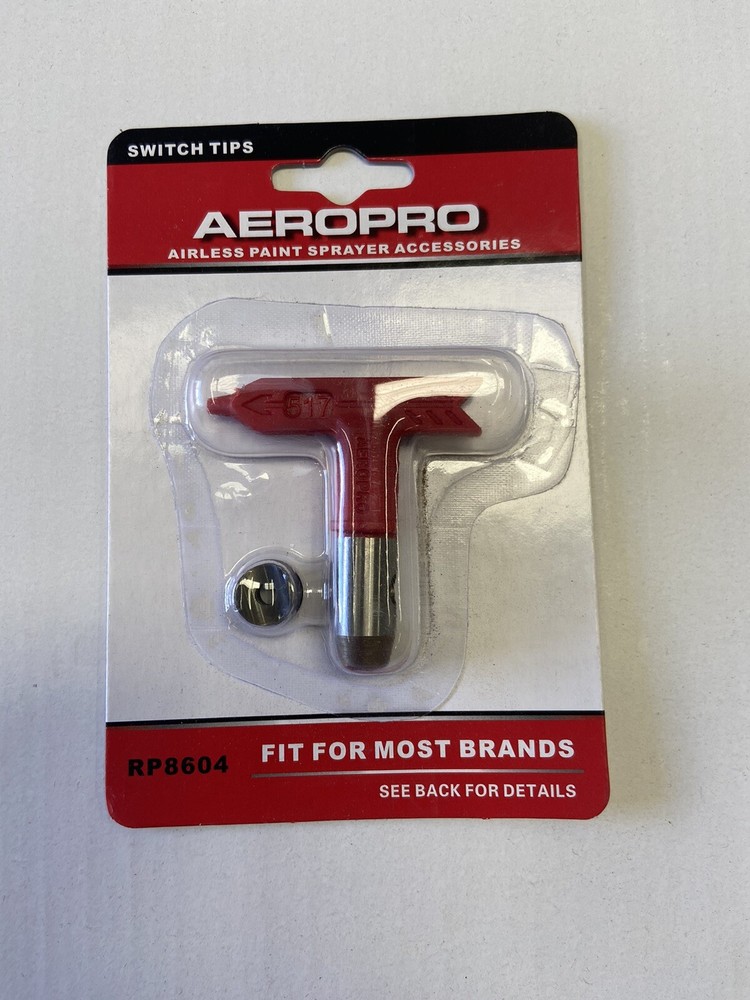 SWITCH TIPS
AEROPRO
AIRLESS PAINT SPRAYER ACCESSORIES
517
RP8604
FIT FOR MOST BRANDS
SEE BACK FOR DETAILS